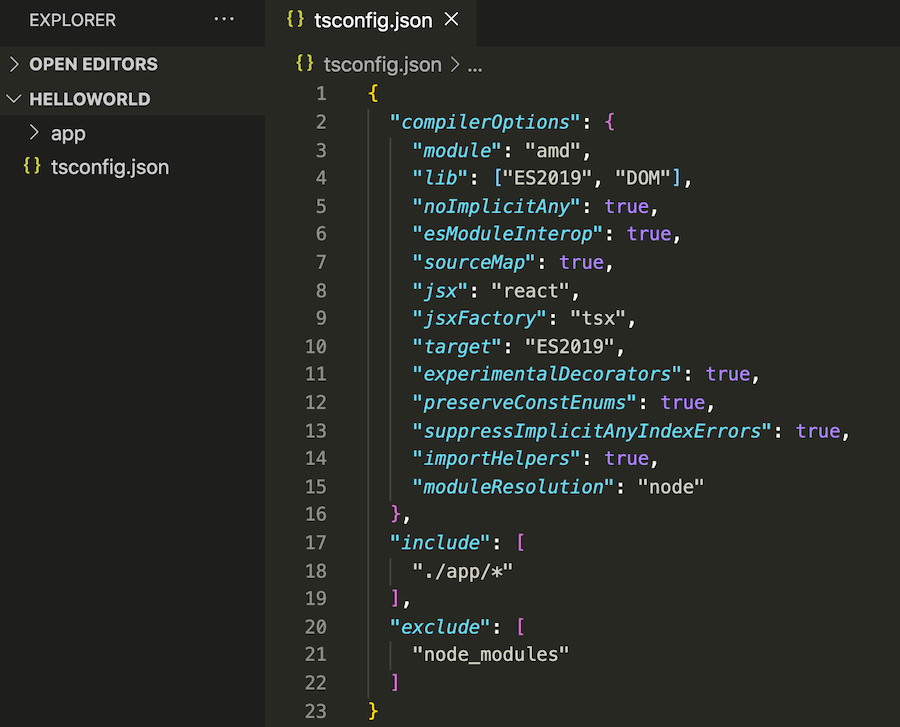 EXPLORER ...
OPEN EDITORS
HELLOWORLD
app
{} tsconfig.json
{} tsconfig.json ×
{} tsconfig.json > ...
1 {
2 "compilerOptions": {
3 "module": "amd",
4 "lib": ["ES2019", "DOM"],
5 "noImplicitAny": true,
6 "esModuleInterop": true,
7 "sourceMap": true,
8 "jsx": "react",
9 "jsxFactory": "tsx",
10 "target": "ES2019",
11 "experimentalDecorators": true,
12 "preserveConstEnums": true,
13 "suppressImplicitAnyIndexErrors": true,
14 "importHelpers": true,
15 "moduleResolution": "node"
16 },
17 "include": [
18 "./app/*"
19 ],
20 "exclude": [
21 "node_modules"
22 ]
23 }